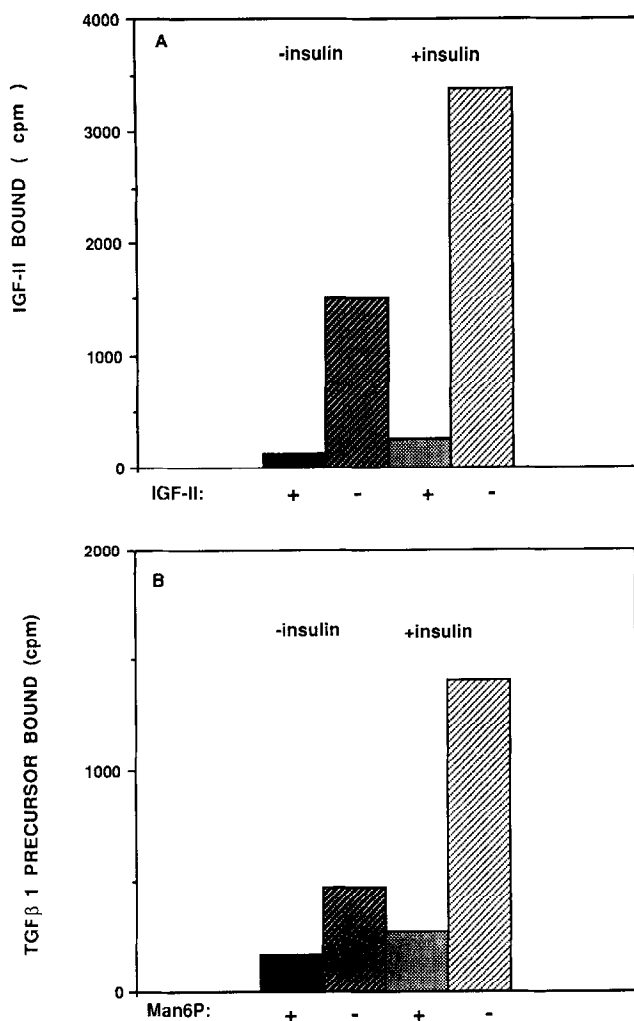 A
-insulin +insulin
IGF-II BOUND ( cpm )
4000
3000
2000
1000
0
IGF-II: + - + -
B
-insulin +insulin
TGFβ 1 PRECURSOR BOUND (cpm)
2000
1000
0
Man6P: + - + -